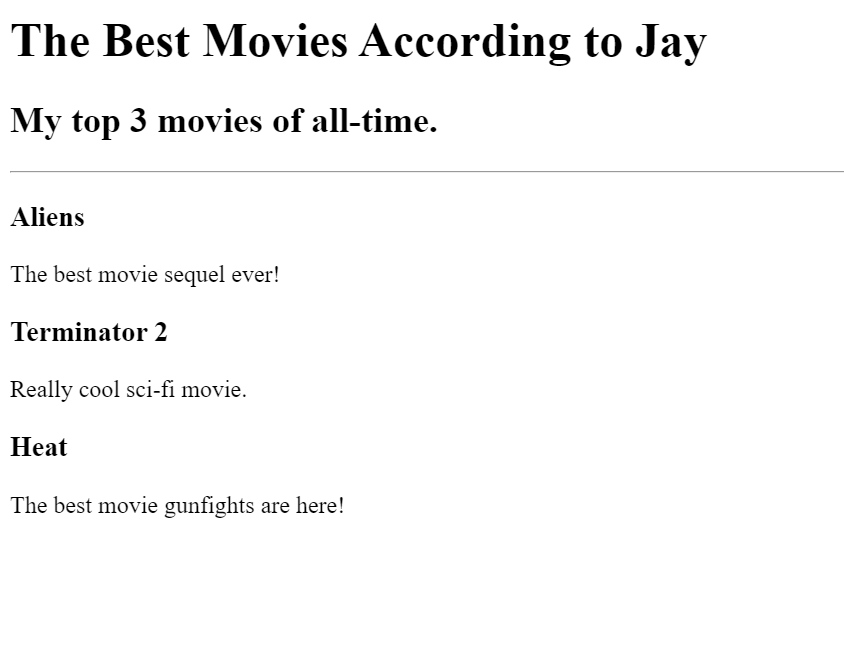 The Best Movies According to Jay
My top 3 movies of all-time.
Aliens
The best movie sequel ever!
Terminator 2
Really cool sci-fi movie.
Heat
The best movie gunfights are here!